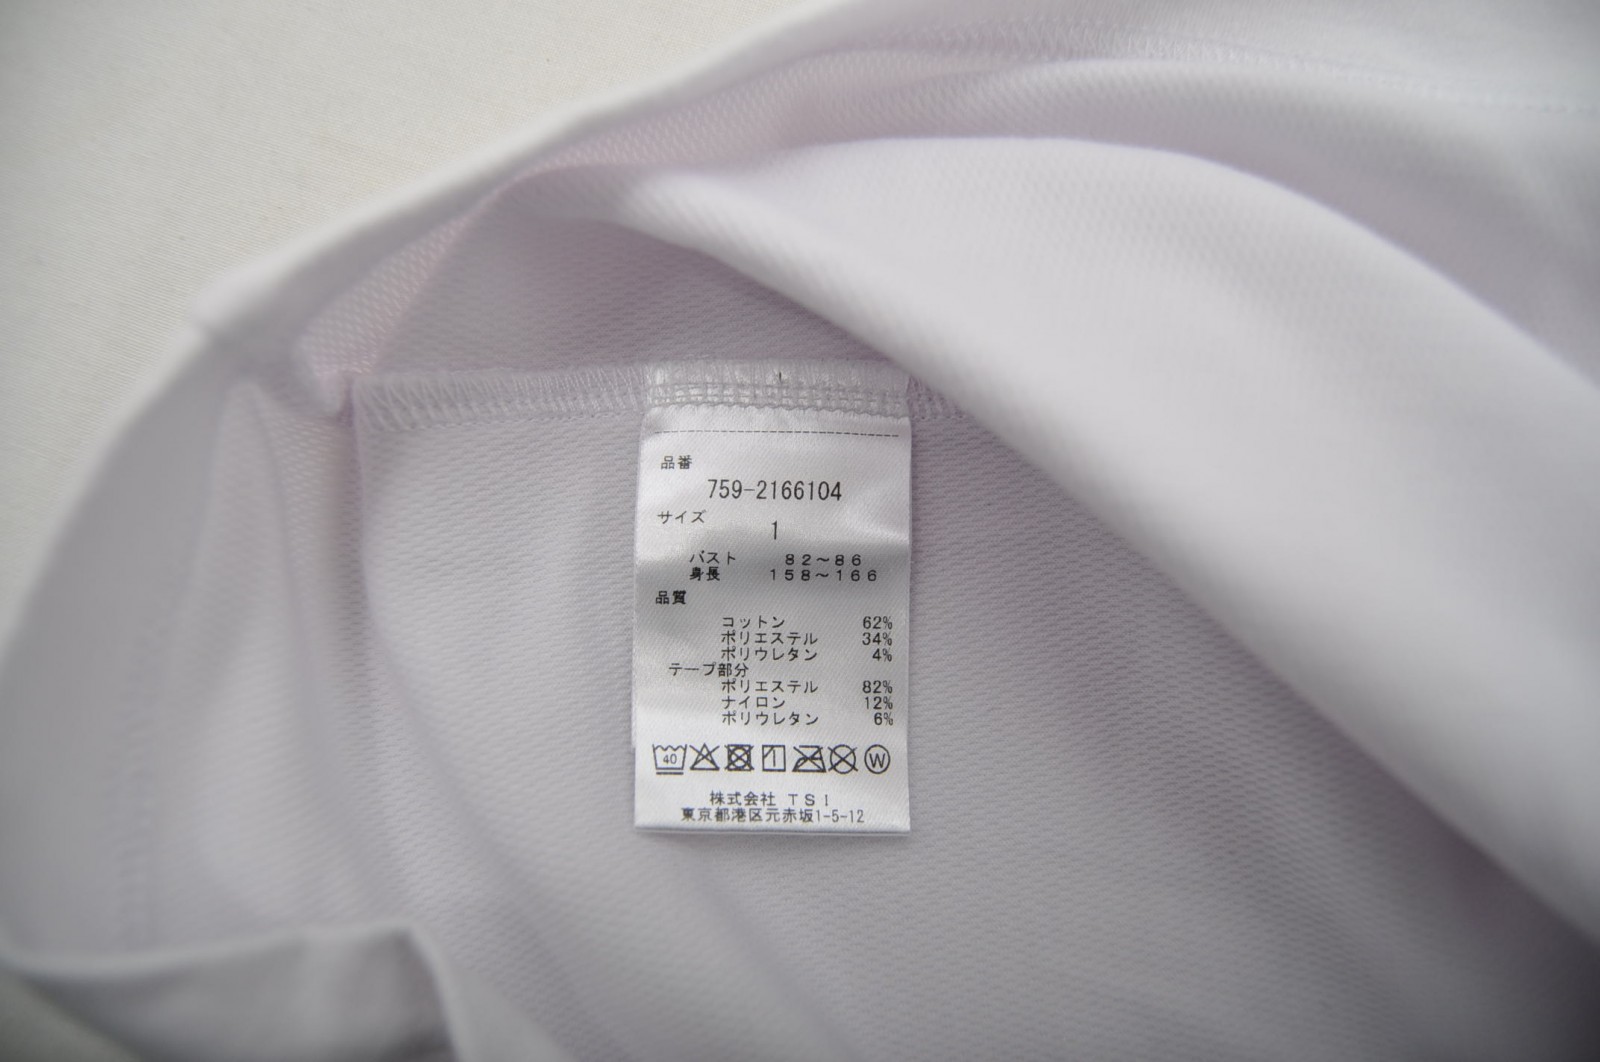 品番
759-2166104
サイズ
1
バスト 82～86
身長 158～166
品質
コットン 62%
ポリエステル 34%
ポリウレタン 4%
テープ部分
ポリエステル 82%
ナイロン 12%
ポリウレタン 6%
40 W
株式会社 TSI
東京都港区元赤坂1-5-12